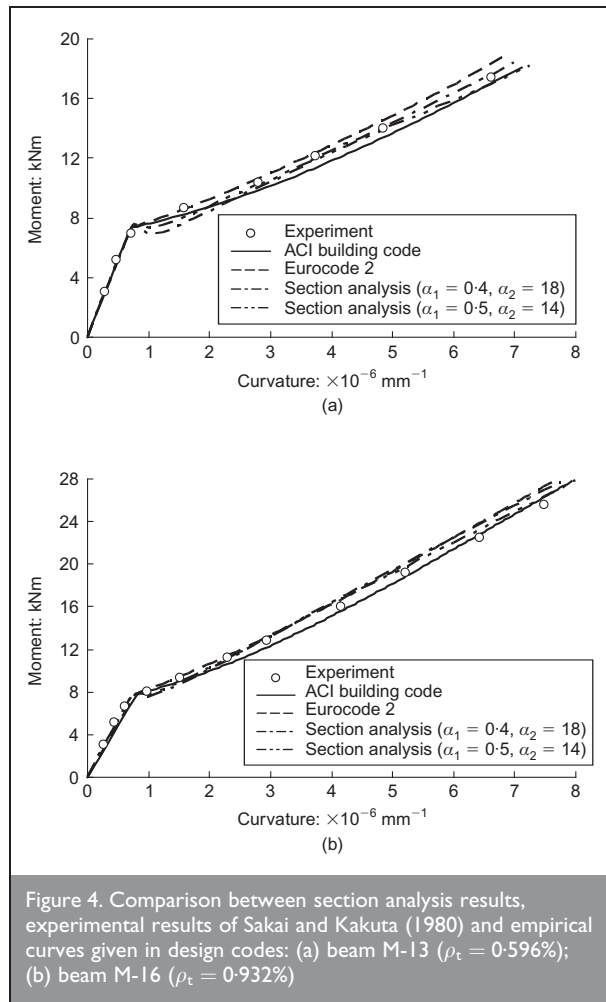 20
16
12
8
4
0
Moment: kNm
Experiment
ACI building code
Eurocode 2
Section analysis (α₁ = 0·4, α₂ = 18)
Section analysis (α₁ = 0·5, α₂ = 14)
0 1 2 3 4 5 6 7 8
Curvature: ×10⁻⁶ mm⁻¹
(a)
28
24
20
16
12
8
4
0
Moment: kNm
Experiment
ACI building code
Eurocode 2
Section analysis (α₁ = 0·4, α₂ = 18)
Section analysis (α₁ = 0·5, α₂ = 14)
0 1 2 3 4 5 6 7 8
Curvature: ×10⁻⁶ mm⁻¹
(b)
Figure 4. Comparison between section analysis results,
experimental results of Sakai and Kakuta (1980) and empirical
curves given in design codes: (a) beam M-13 (ρₜ = 0·596%);
(b) beam M-16 (ρₜ = 0·932%)